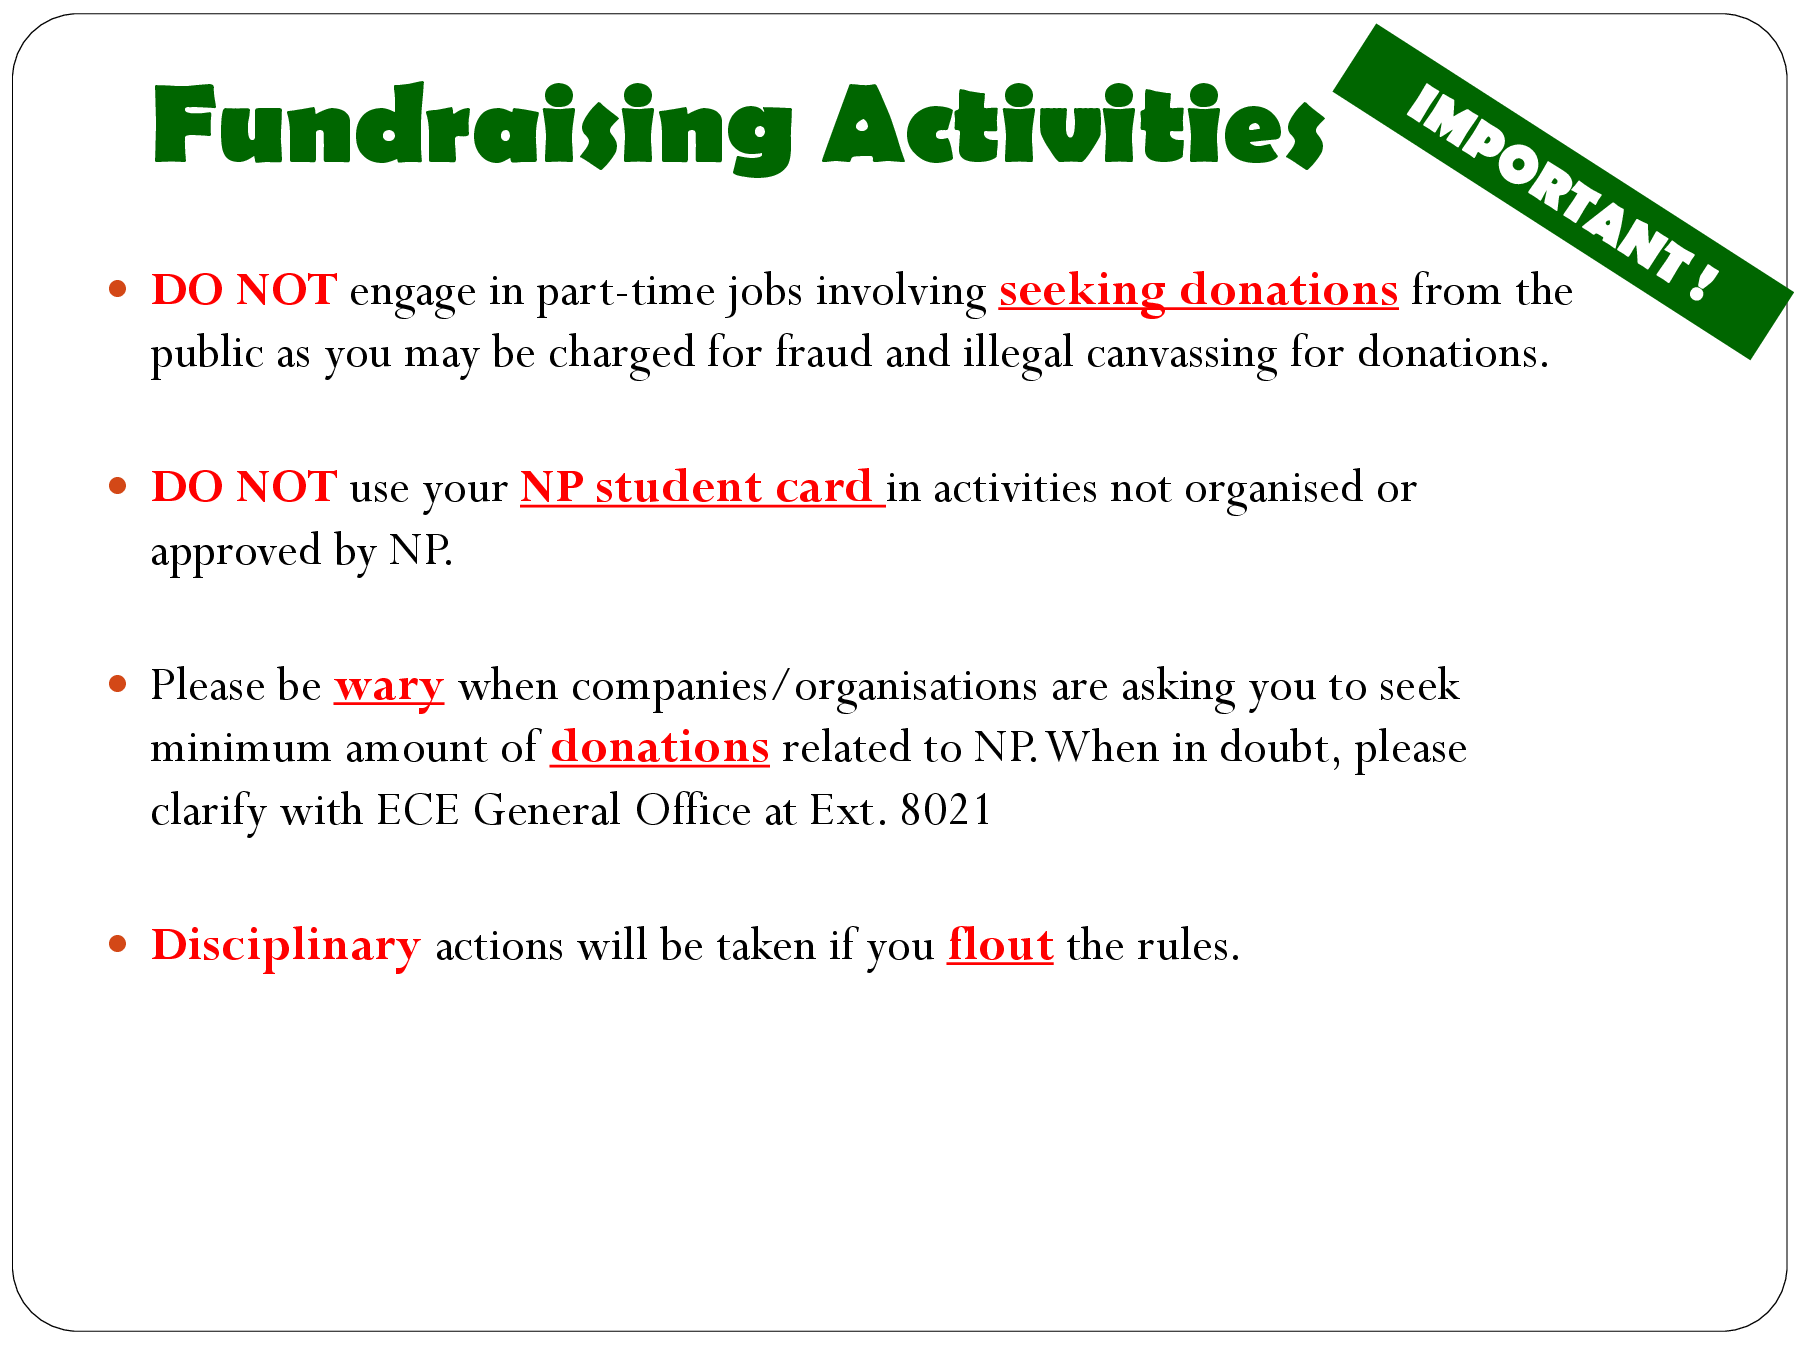 Fundraising Activities
IMPORTANT !
• DO NOT engage in part-time jobs involving seeking donations from the
public as you may be charged for fraud and illegal canvassing for donations.
• DO NOT use your NP student card in activities not organised or
approved by NP.
• Please be wary when companies/organisations are asking you to seek
minimum amount of donations related to NP. When in doubt, please
clarify with ECE General Office at Ext. 8021
• Disciplinary actions will be taken if you flout the rules.